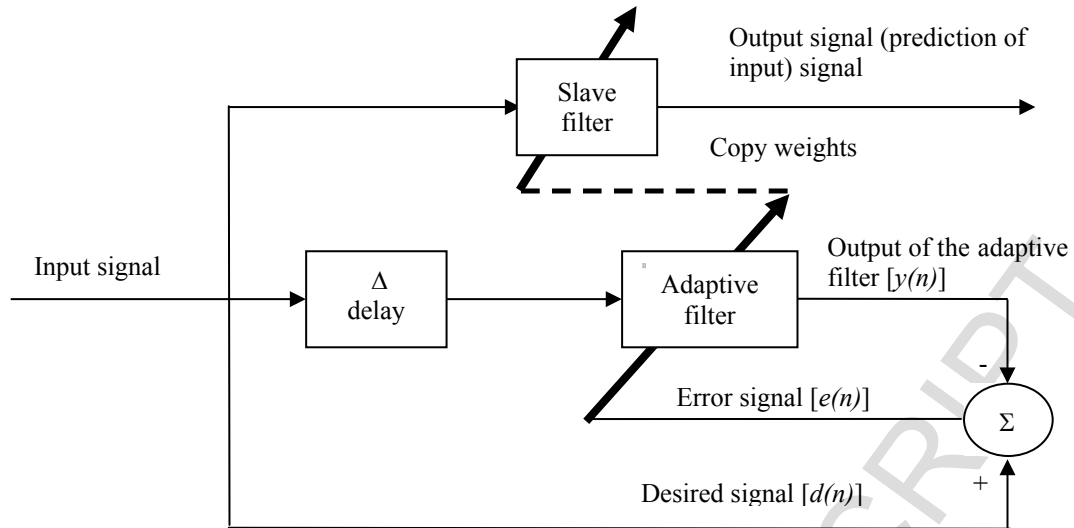 Output signal (prediction of
input) signal
Slave
filter
Copy weights
Input signal
Δ
delay
Adaptive
filter
Output of the adaptive
filter [y(n)]
-
Error signal [e(n)]
Σ
+
Desired signal [d(n)]
CRIPT